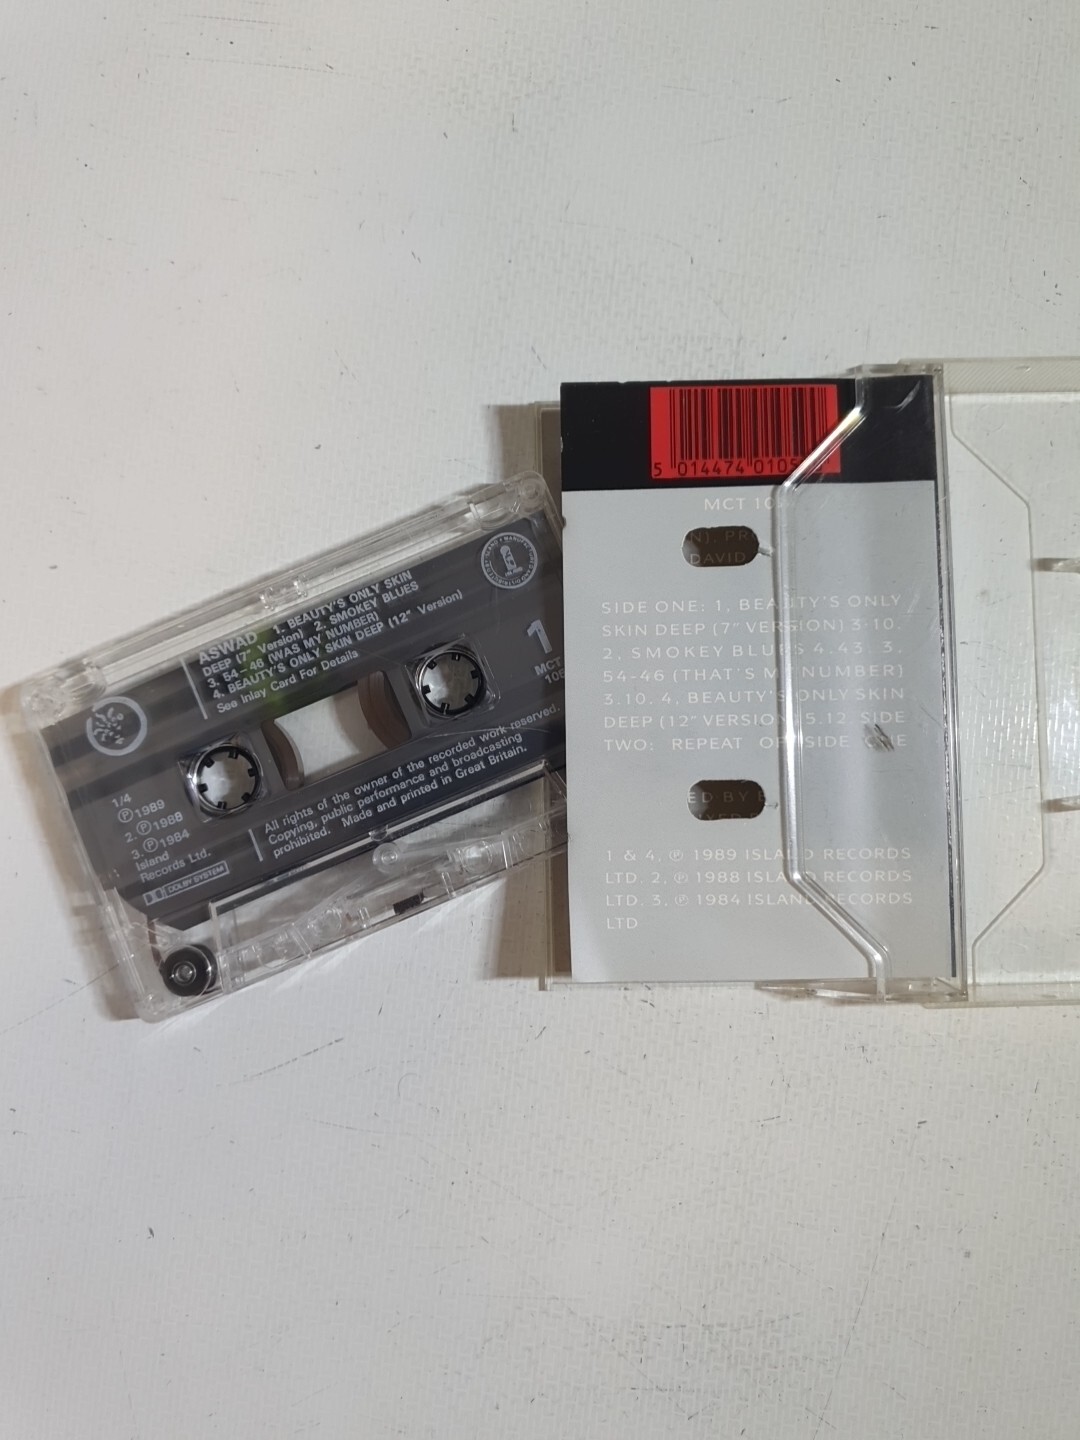 ASWAD 1. BEAUTY'S ONLY SKIN
DEEP (7" Version) 2. SMOKEY BLUES
3. 54-46 (WAS MY NUMBER)
4. BEAUTY'S ONLY SKIN DEEP (12" Version)
See Inlay Card For Details
1
MCT
1/4
℗1989
2. ℗1988
3. ℗1984
Island
Records Ltd.
DOLBY SYSTEM
All rights of the owner of the recorded work reserved.
Copying, public performance and broadcasting
prohibited. Made and printed in Great Britain.
5 014474 0105
MCT 10
N). PR
DAVID
SIDE ONE: 1, BEAUTY'S ONLY
SKIN DEEP (7" VERSION) 3·10.
2, SMOKEY BLUES 4.43. 3,
54-46 (THAT'S MY NUMBER)
3.10. 4, BEAUTY'S ONLY SKIN
DEEP (12" VERSION) 5.12. SIDE
TWO: REPEAT OF SIDE ONE
ED·BY
1 & 4, ℗ 1989 ISLAND RECORDS
LTD. 2, ℗ 1988 ISLAND RECORDS
LTD. 3, ℗ 1984 ISLAND RECORDS
LTD